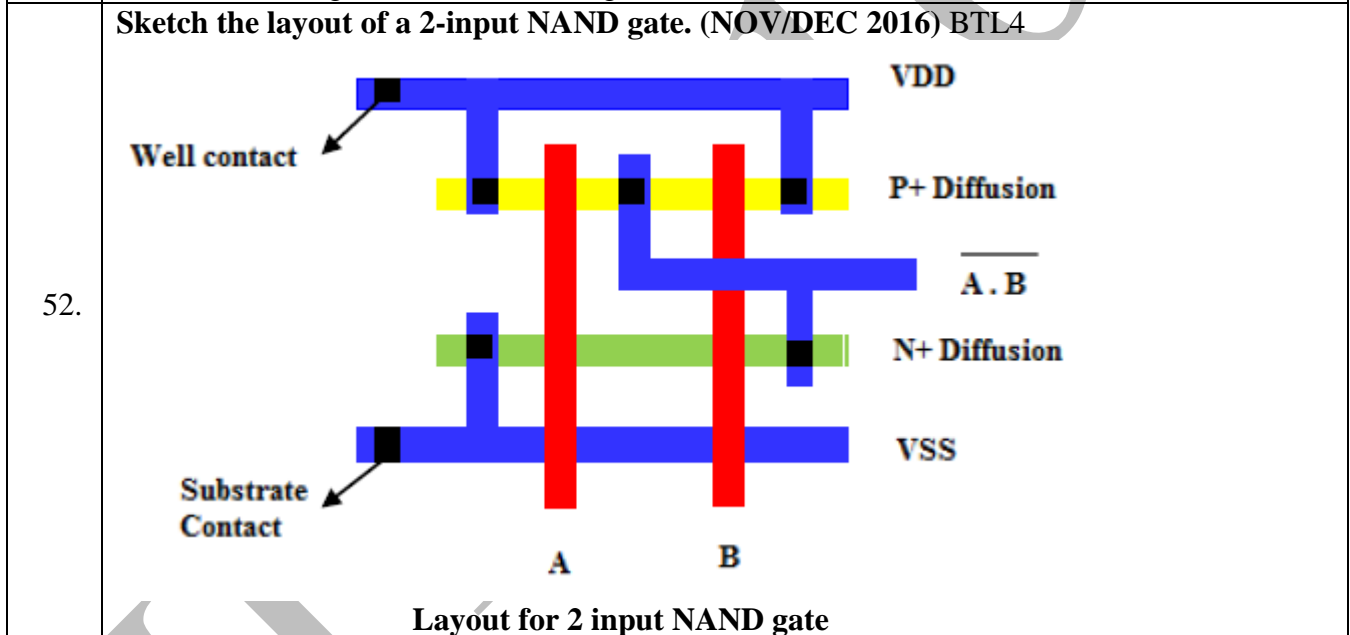 Sketch the layout of a 2-input NAND gate. (NOV/DEC 2016) BTL4
VDD
Well contact
P+ Diffusion
A . B
52.
N+ Diffusion
VSS
Substrate
Contact
A
B
Layout for 2 input NAND gate